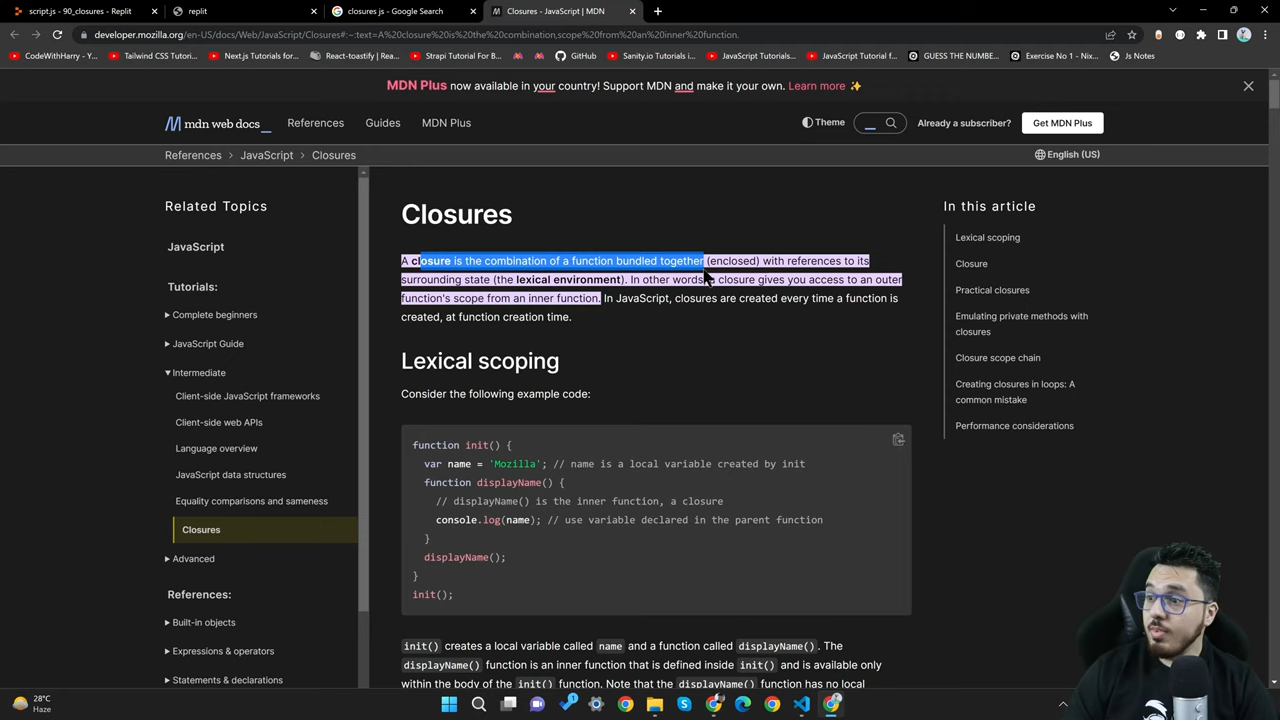 script.js - 90_closures - Replit
replit
closures js - Google Search
Closures - JavaScript | MDN
developer.mozilla.org/en-US/docs/Web/JavaScript/Closures#:~:text=A%20closure%20is%20the%20combination,scope%20from%20an%20inner%20function.
CodeWithHarry - Y...
Tailwind CSS Tutori...
Next.js Tutorials fo...
React-toastify | Re...
Strapi Tutorial For B...
GitHub
Sanity.io Tutorials i...
JavaScript Tutorial...
JavaScript Tutorial f...
GUESS THE NUMBE...
Exercise No 1 - Nix...
Js Notes
MDN Plus now available in your country! Support MDN and make it your own. Learn more ✨
mdn web docs_
References
Guides
MDN Plus
Theme
Already a subscriber?
Get MDN Plus
References > JavaScript > Closures
English (US)
Related Topics
JavaScript
Tutorials:
Complete beginners
JavaScript Guide
Intermediate
Client-side JavaScript frameworks
Client-side web APIs
Language overview
JavaScript data structures
Equality comparisons and sameness
Closures
Advanced
References:
Built-in objects
Expressions & operators
Statements & declarations
Closures
A closure is the combination of a function bundled together (enclosed) with references to its
surrounding state (the lexical environment). In other words, closure gives you access to an outer
function's scope from an inner function. In JavaScript, closures are created every time a function is
created, at function creation time.
Lexical scoping
Consider the following example code:
function init() {
var name = 'Mozilla'; // name is a local variable created by init
function displayName() {
// displayName() is the inner function, a closure
console.log(name); // use variable declared in the parent function
}
displayName();
}
init();
init() creates a local variable called name and a function called displayName(). The
displayName() function is an inner function that is defined inside init() and is available only
within the body of the init() function. Note that the displayName() function has no local
In this article
Lexical scoping
Closure
Practical closures
Emulating private methods with
closures
Closure scope chain
Creating closures in loops: A
common mistake
Performance considerations
28°C
Haze